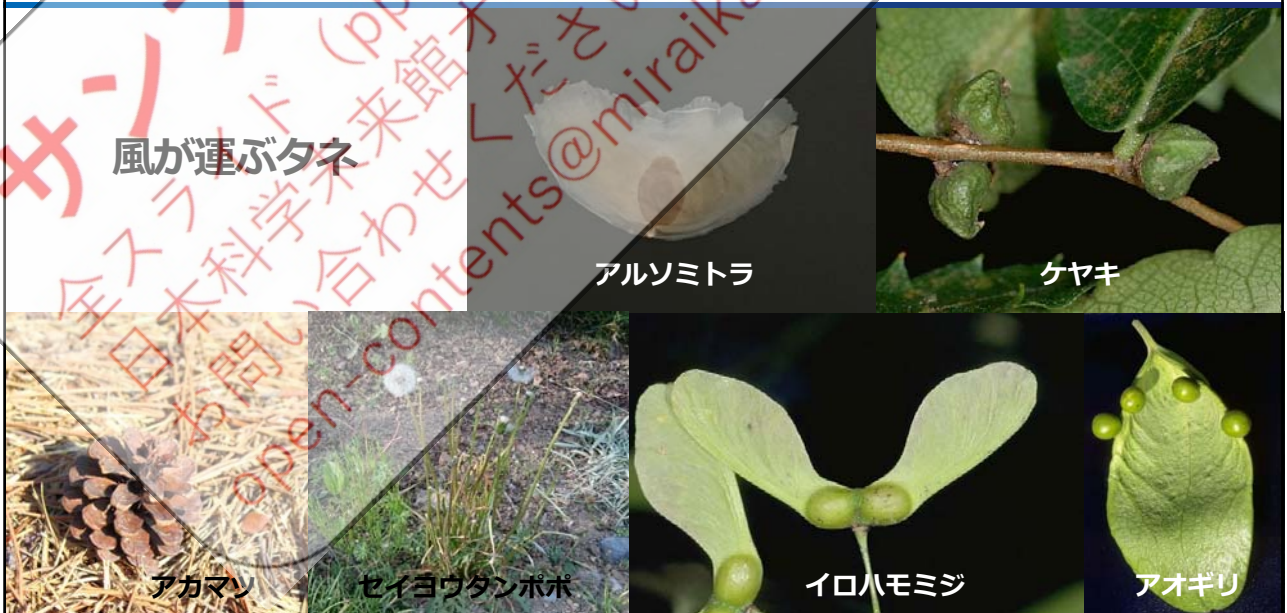 風が運ぶタネ
アルソミトラ
ケヤキ
アカマツ
セイヨウタンポポ
イロハモミジ
アオギリ
サンプ
全スライド (pp
日本科学未来館オ
お問い合わせください
open-contents@miraika